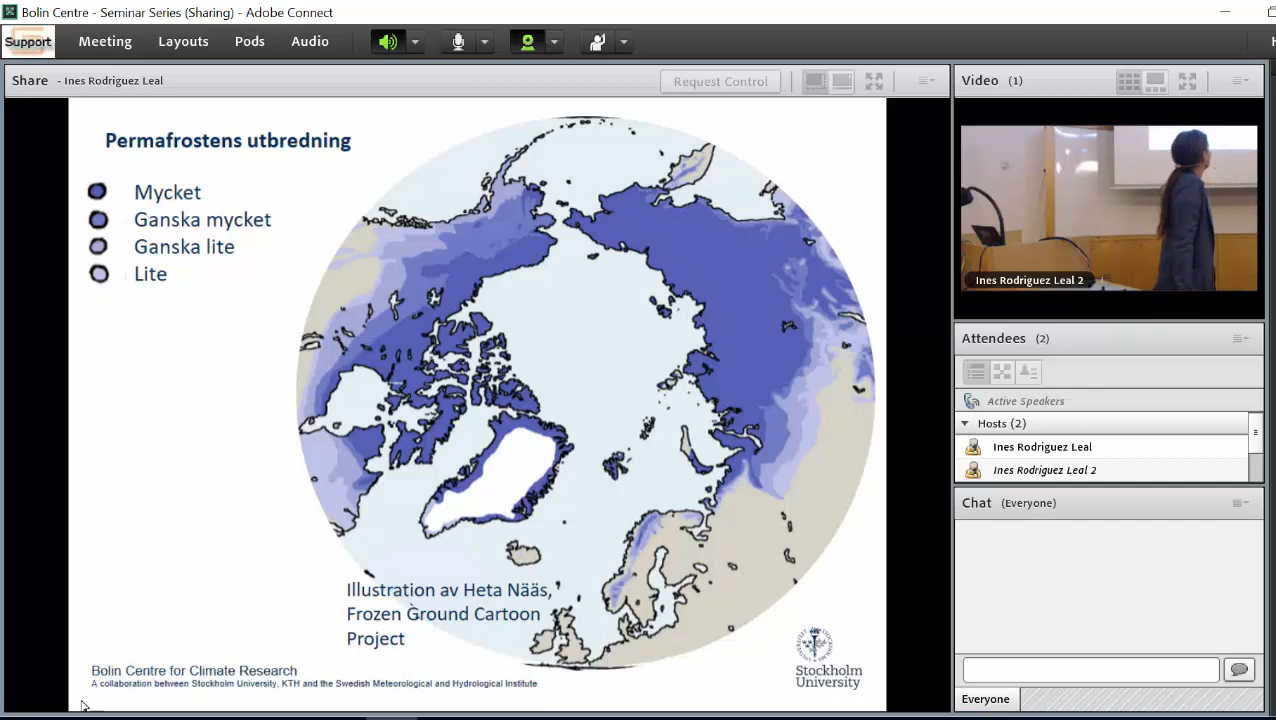 Bolin Centre - Seminar Series (Sharing) - Adobe Connect
Support
Meeting
Layouts
Pods
Audio
Share - Ines Rodriguez Leal
Request Control
Video (1)
Permafrostens utbredning
Mycket
Ganska mycket
Ganska lite
Lite
Ines Rodriguez Leal 2
Attendees (2)
Active Speakers
Hosts (2)
Ines Rodriguez Leal
Ines Rodriguez Leal 2
Chat (Everyone)
Illustration av Heta Nääs,
Frozen Ground Cartoon
Project
Bolin Centre for Climate Research
A collaboration between Stockholm University, KTH and the Swedish Meteorological and Hydrological Institute
Stockholm
University
Everyone